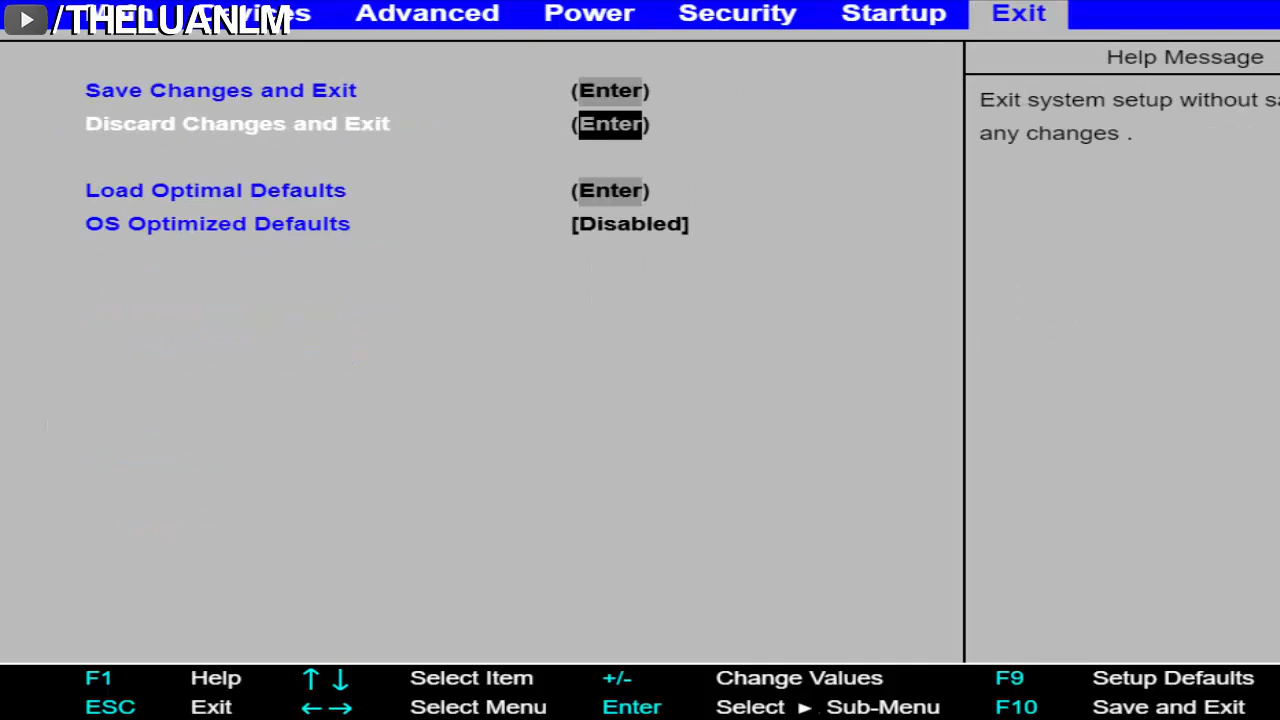 /THELUANLM
Advanced Power Security Startup Exit
Help Message
Save Changes and Exit (Enter)
Discard Changes and Exit (Enter)
Load Optimal Defaults (Enter)
OS Optimized Defaults [Disabled]
Exit system setup without
any changes .
F1 Help ↑ ↓ Select Item +/- Change Values F9 Setup Defaults
ESC Exit ←→ Select Menu Enter Select ► Sub-Menu F10 Save and Exit